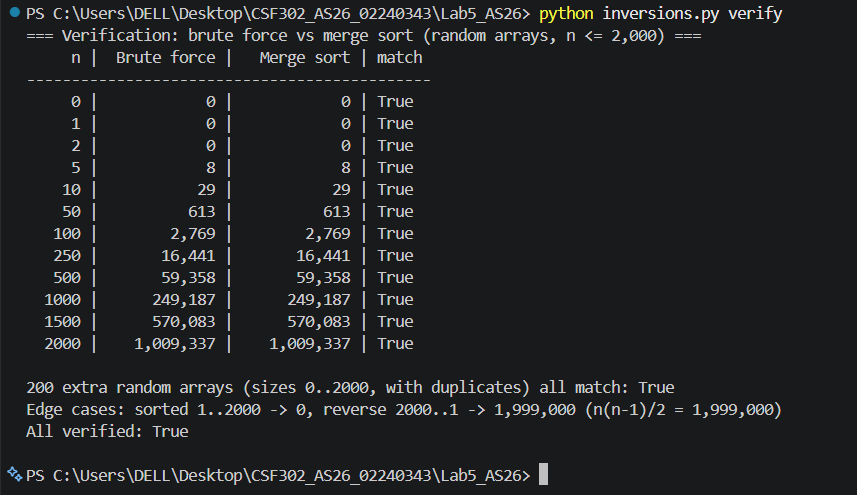 PS C:\Users\DELL\Desktop\CSF302_AS26_02240343\Lab5_AS26> python inversions.py verify
=== Verification: brute force vs merge sort (random arrays, n <= 2,000) ===
     n |  Brute force |   Merge sort | match
---------------------------------------------
     0 |            0 |            0 | True
     1 |            0 |            0 | True
     2 |            0 |            0 | True
     5 |            8 |            8 | True
    10 |           29 |           29 | True
    50 |          613 |          613 | True
   100 |        2,769 |        2,769 | True
   250 |       16,441 |       16,441 | True
   500 |       59,358 |       59,358 | True
  1000 |      249,187 |      249,187 | True
  1500 |      570,083 |      570,083 | True
  2000 |    1,009,337 |    1,009,337 | True
200 extra random arrays (sizes 0..2000, with duplicates) all match: True
Edge cases: sorted 1..2000 -> 0, reverse 2000..1 -> 1,999,000 (n(n-1)/2 = 1,999,000)
All verified: True
PS C:\Users\DELL\Desktop\CSF302_AS26_02240343\Lab5_AS26>